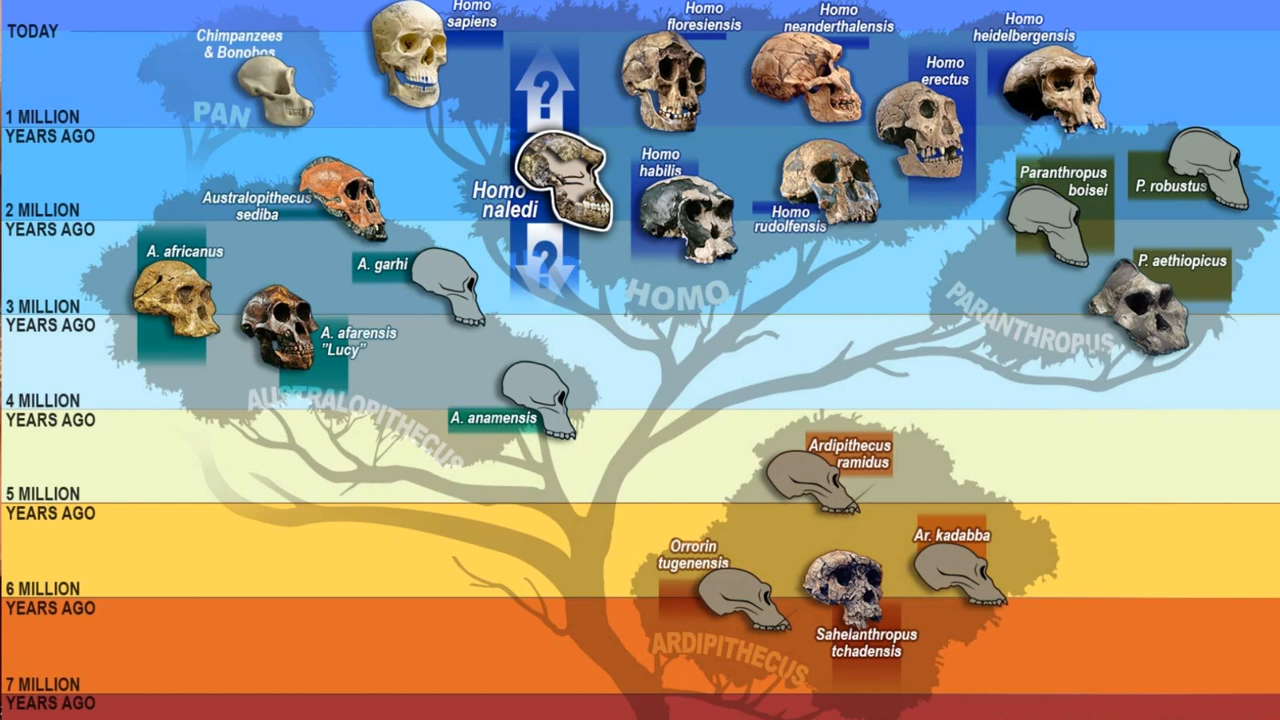 TODAY
Chimpanzees
& Bonobos
PAN
Homo
sapiens
?
Homo
floresiensis
Homo
neanderthalensis
Homo
heidelbergensis
Homo
erectus
1 MILLION
YEARS AGO
Australopithecus
sediba
Homo
naledi
Homo
habilis
Homo
rudolfensis
Paranthropus
boisei
P. robustus
2 MILLION
YEARS AGO
A. africanus
A. garhi
?
HOMO
P. aethiopicus
PARANTHROPUS
3 MILLION
YEARS AGO
A. afarensis
"Lucy"
AUSTRALOPITHECUS
A. anamensis
4 MILLION
YEARS AGO
Ardipithecus
ramidus
5 MILLION
YEARS AGO
Orrorin
tugenensis
Ar. kadabba
6 MILLION
YEARS AGO
Sahelanthropus
tchadensis
ARDIPITHECUS
7 MILLION
YEARS AGO